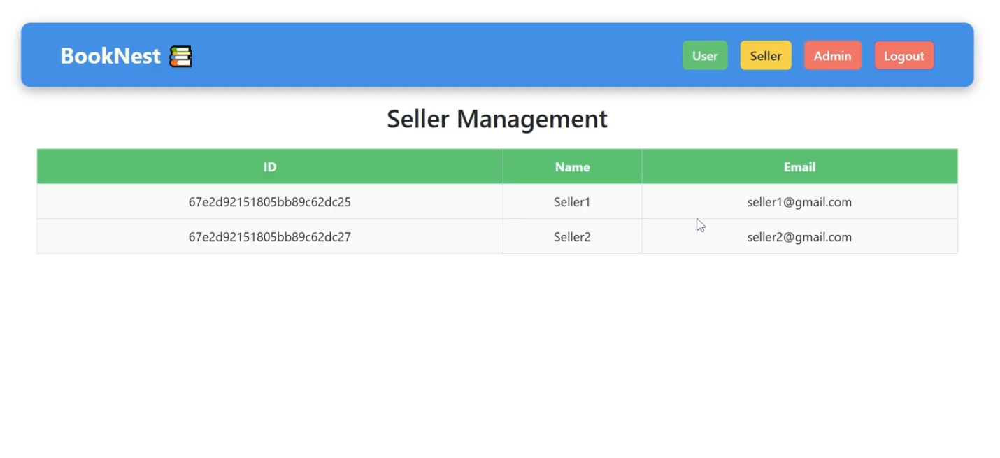 BookNest 📚 User Seller Admin Logout
Seller Management
ID Name Email
67e2d92151805bb89c62dc25 Seller1 seller1@gmail.com
67e2d92151805bb89c62dc27 Seller2 seller2@gmail.com